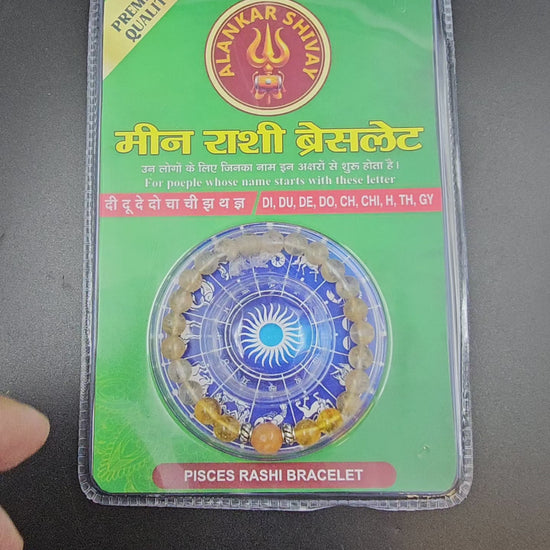 PREMIUM
QUALITY
ALANKAR SHIVAY
मीन राशी ब्रेसलेट
उन लोगो के लिए जिनका नाम इन अक्षरों से शुरू होता है।
For poeple whose name starts with these letter
दी दू दे दो चा ची झ थ ज्ञ / DI, DU, DE, DO, CH, CHI, H, TH, GY
PISCES RASHI BRACELET